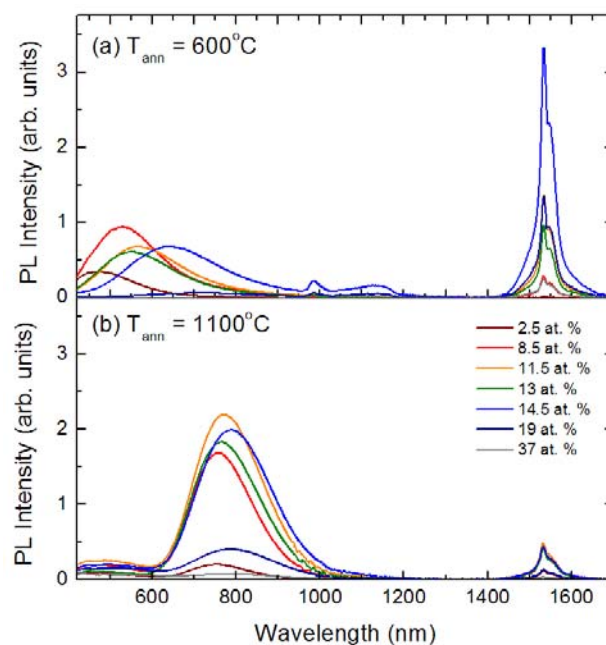 (a) T_ann = 600°C
PL Intensity (arb. units)
3
2
1
0
(b) T_ann = 1100°C
PL Intensity (arb. units)
3
2
1
0
2.5 at. %
8.5 at. %
11.5 at. %
13 at. %
14.5 at. %
19 at. %
37 at. %
600 800 1000 1200 1400 1600
Wavelength (nm)